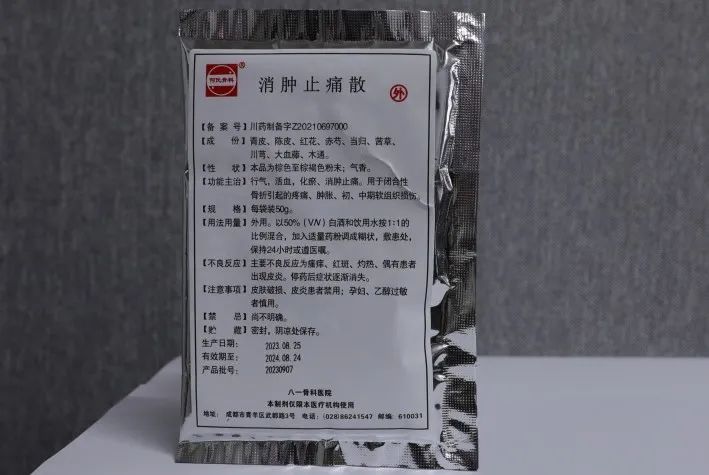 何氏骨科®
消肿止痛散
外
【备案号】川药制备字Z20210697000
【成份】青皮、陈皮、红花、赤芍、当归、茜草、
川芎、大血藤、木通。
【性状】本品为棕色至棕褐色粉末；气香。
【功能主治】行气，活血，化瘀、消肿止痛。用于闭合性
骨折引起的疼痛、肿胀、初、中期软组织损伤
【规格】每袋装50g。
【用法用量】外用。以50%（V/V）白酒和饮用水按1:1的
比例混合，加入适量药粉调成糊状，敷患处，
保持24小时或遵医嘱。
【不良反应】主要不良反应为瘙痒、红斑、灼热、偶有患者
出现皮炎。停药后症状逐渐消失。
【注意事项】皮肤破损、皮炎患者禁用；孕妇、乙醇过敏
者慎用。
【禁忌】尚不明确。
【贮藏】密封，阴凉处保存。
生产日期：2023.08.25
有效期至：2024.08.24
产品批号：20230907
八一骨科医院
本制剂仅限本医疗机构使用
地址：成都市青羊区武都路3号 电话：(028)86241547 邮编：610031